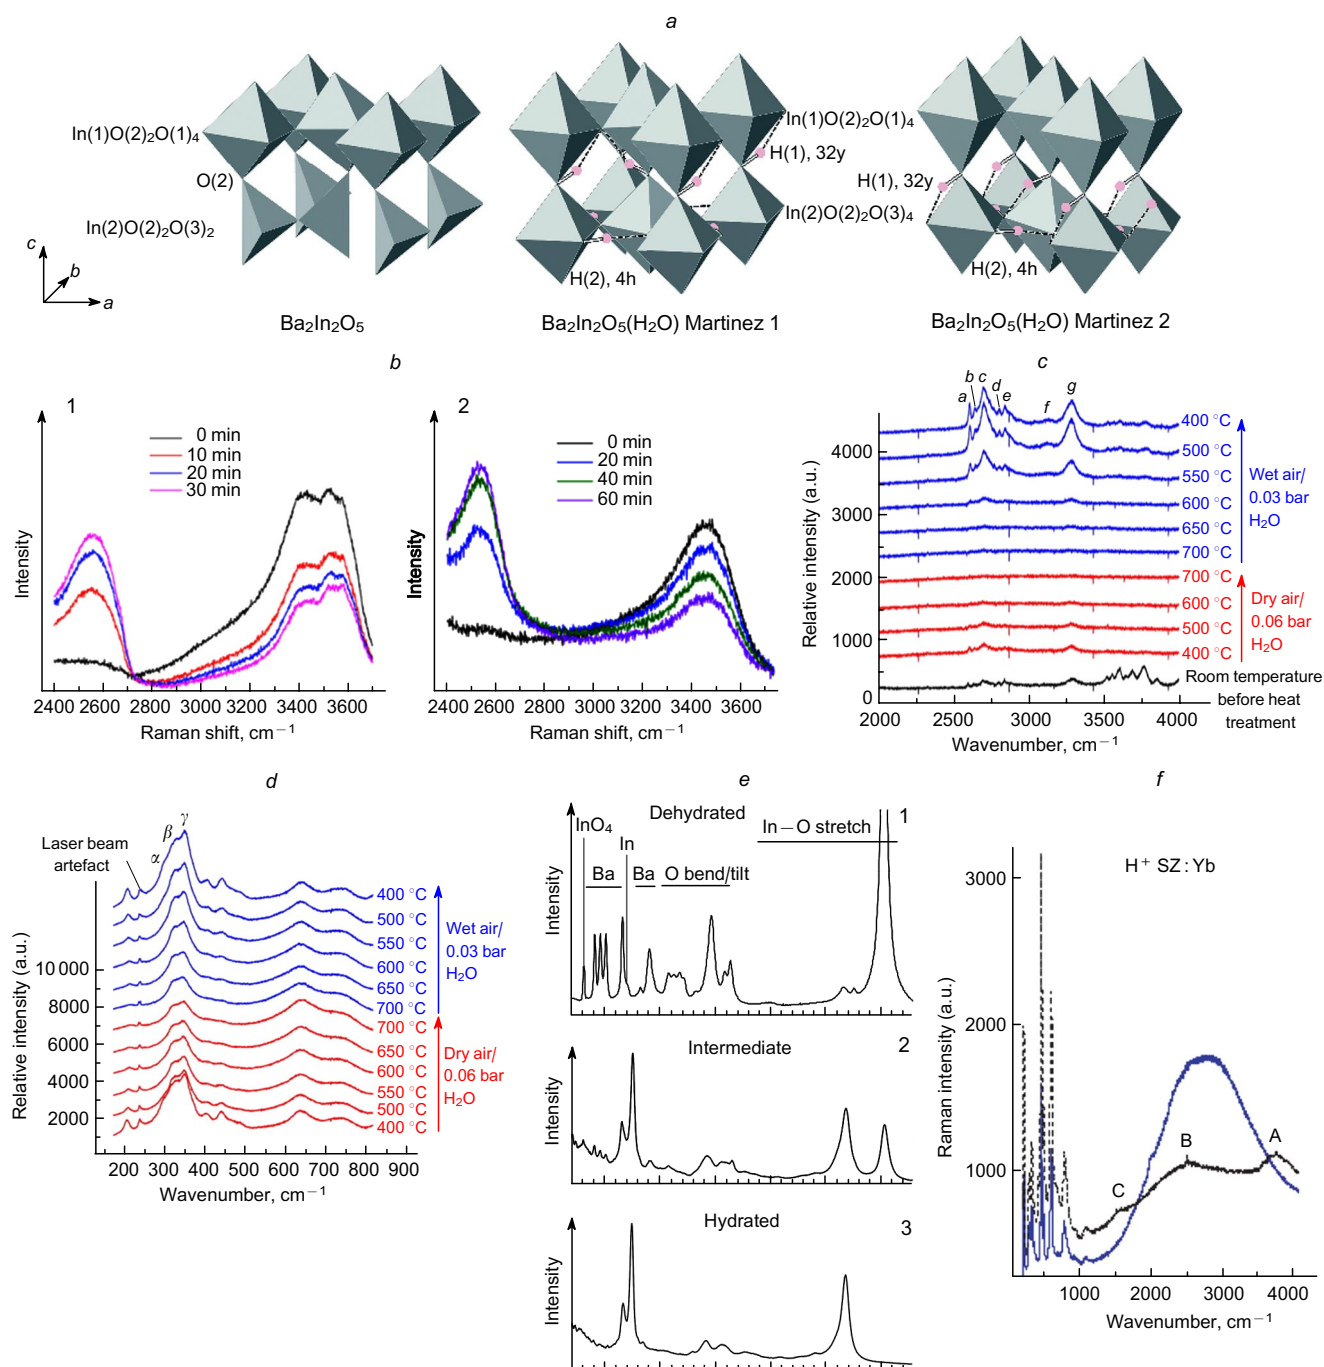 a
In(1)O(2)₂O(1)₄
O(2)
In(2)O(2)₂O(3)₂
c
b
a
Ba₂In₂O₅
In(1)O(2)₂O(1)₄
H(1), 32y
In(2)O(2)₂O(3)₄
H(2), 4h
Ba₂In₂O₅(H₂O) Martinez 1
H(1), 32y
H(2), 4h
Ba₂In₂O₅(H₂O) Martinez 2
b
1
0 min
10 min
20 min
30 min
Intensity
2400 2600 2800 3000 3200 3400 3600
Raman shift, cm⁻¹
2
0 min
20 min
40 min
60 min
Intensity
2400 2600 2800 3000 3200 3400 3600
Raman shift, cm⁻¹
c
a b c d e f g
Relative intensity (a.u.)
4000
3000
2000
1000
0
400 °C
500 °C
550 °C
600 °C
650 °C
700 °C
Wet air/
0.03 bar
H₂O
700 °C
600 °C
500 °C
400 °C
Dry air/
0.06 bar
H₂O
Room temperature
before heat
treatment
2000 2500 3000 3500 4000
Wavenumber, cm⁻¹
d
Laser beam
artefact
α β γ
Relative intensity (a.u.)
10 000
8000
6000
4000
2000
400 °C
500 °C
550 °C
600 °C
650 °C
700 °C
Wet air/
0.03 bar
H₂O
700 °C
650 °C
600 °C
550 °C
500 °C
400 °C
Dry air/
0.06 bar
H₂O
200 300 400 500 600 700 800 900
Wavenumber, cm⁻¹
e
Dehydrated
1
InO₄
Ba
In
Ba
O bend/tilt
In−O stretch
Intensity
Intermediate
2
Intensity
Hydrated
3
Intensity
f
H⁺ SZ : Yb
Raman intensity (a.u.)
3000
2000
1000
C
B
A
1000 2000 3000 4000
Wavenumber, cm⁻¹